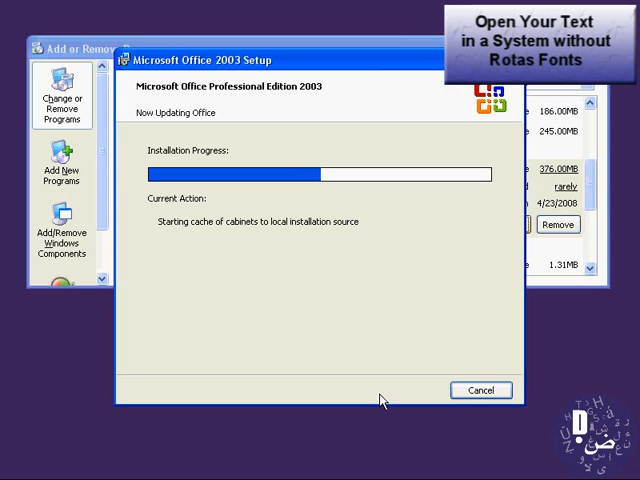 Open Your Text
in a System without
Rotas Fonts
Add or Remove
Microsoft Office 2003 Setup
Microsoft Office Professional Edition 2003
Now Updating Office
Installation Progress:
Current Action:
Starting cache of cabinets to local installation source
Cancel
Change or
Remove
Programs
Add New
Programs
Add/Remove
Windows
Components
186.00MB
245.00MB
376.00MB
rarely
4/23/2008
Remove
1.31MB
D
ض